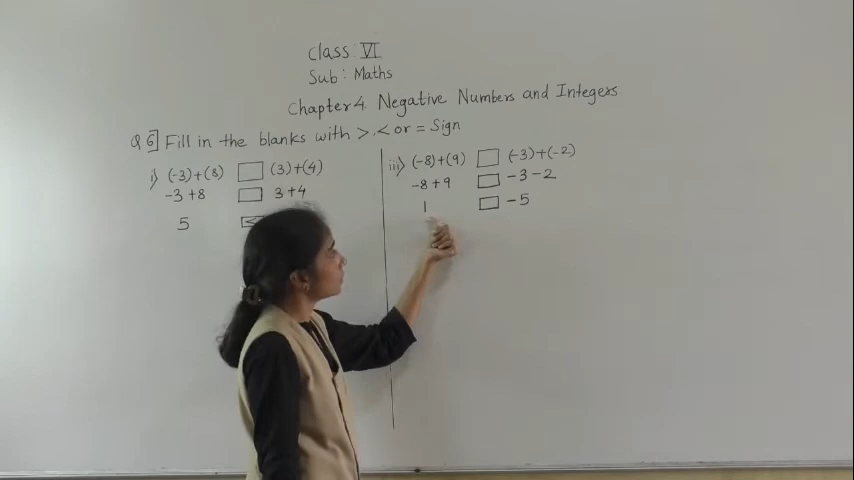 Class: VI
Sub: Maths
Chapter 4. Negative Numbers and Integers.
Q 6] Fill in the blanks with >, < or = Sign
i) (-3)+(8) □ (3)+(4)
-3+8 □ 3+4
5 <
iii) (-8)+(9) □ (-3)+(-2)
-8+9 □ -3-2
1 □ -5